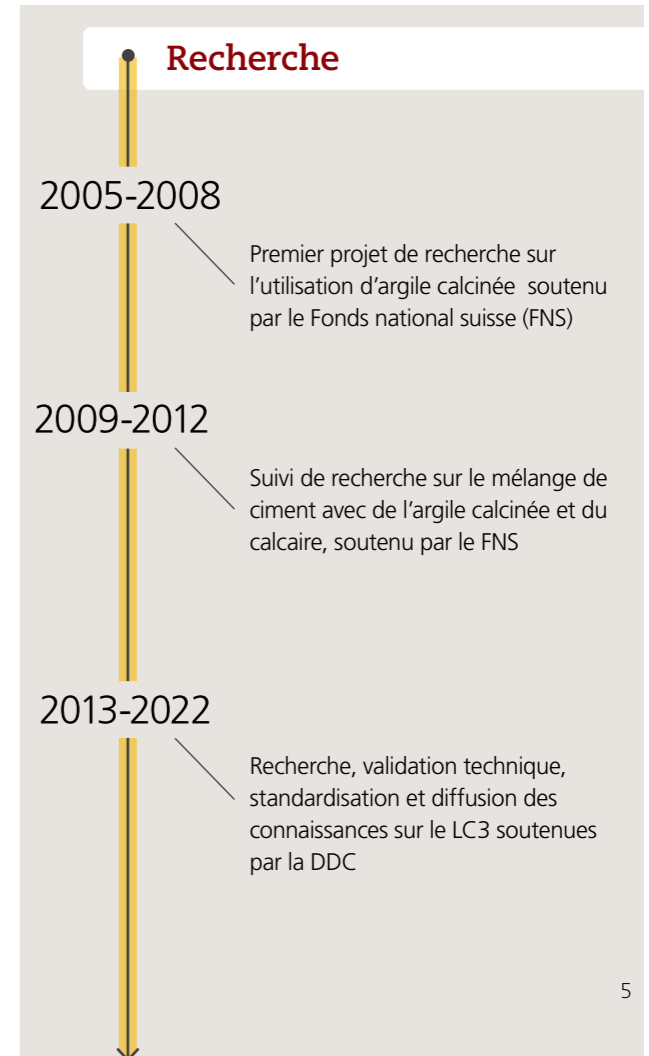 Recherche
2005-2008
Premier projet de recherche sur
l’utilisation d’argile calcinée soutenu
par le Fonds national suisse (FNS)
2009-2012
Suivi de recherche sur le mélange de
ciment avec de l’argile calcinée et du
calcaire, soutenu par le FNS
2013-2022
Recherche, validation technique,
standardisation et diffusion des
connaissances sur le LC3 soutenues
par la DDC
5